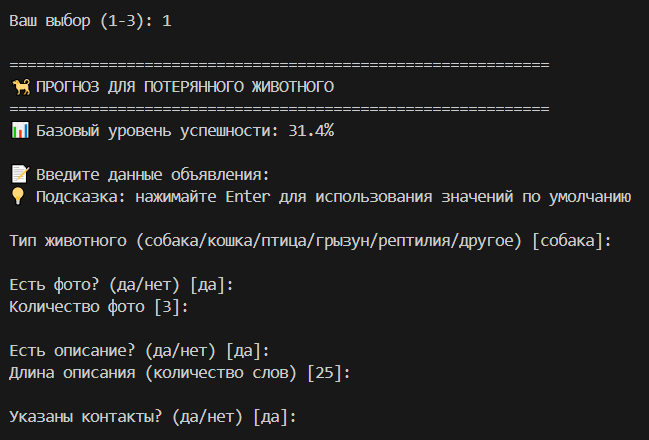 Ваш выбор (1-3): 1
============================================================
🐕 ПРОГНОЗ ДЛЯ ПОТЕРЯННОГО ЖИВОТНОГО
============================================================
📊 Базовый уровень успешности: 31.4%
📝 Введите данные объявления:
💡 Подсказка: нажимайте Enter для использования значений по умолчанию
Тип животного (собака/кошка/птица/грызун/рептилия/другое) [собака]:
Есть фото? (да/нет) [да]:
Количество фото [3]:
Есть описание? (да/нет) [да]:
Длина описания (количество слов) [25]:
Указаны контакты? (да/нет) [да]: